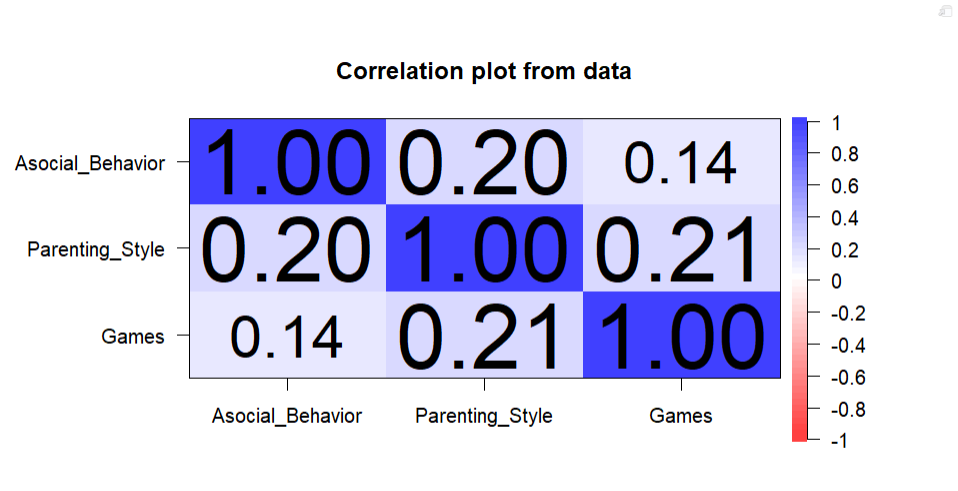 Correlation plot from data
Asocial_Behavior 1.00 0.20 0.14
Parenting_Style 0.20 1.00 0.21
Games 0.14 0.21 1.00
Asocial_Behavior Parenting_Style Games
1
0.8
0.6
0.4
0.2
0
-0.2
-0.4
-0.6
-0.8
-1